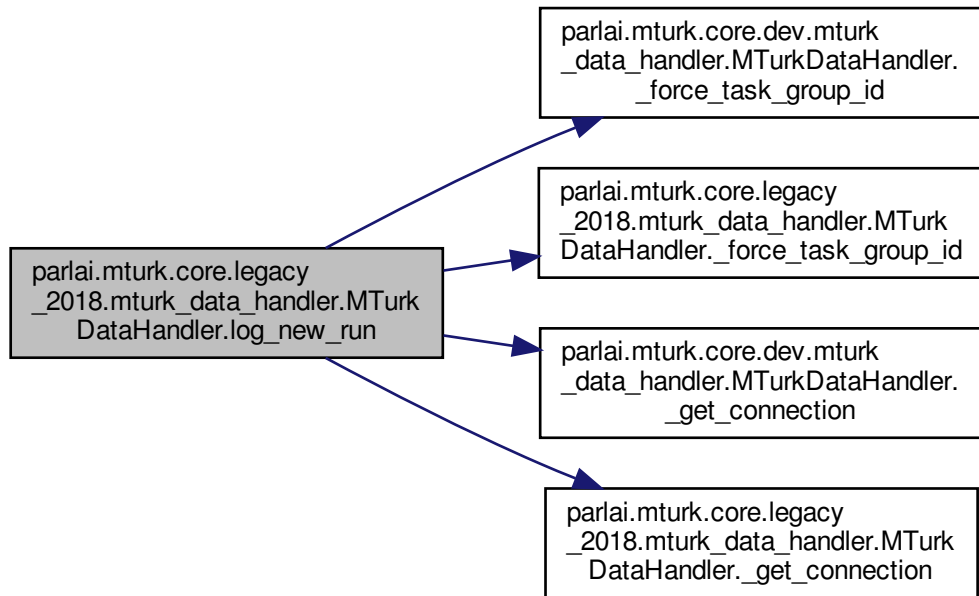 parlai.mturk.core.legacy
_2018.mturk_data_handler.MTurk
DataHandler.log_new_run
parlai.mturk.core.dev.mturk
_data_handler.MTurkDataHandler.
_force_task_group_id
parlai.mturk.core.legacy
_2018.mturk_data_handler.MTurk
DataHandler._force_task_group_id
parlai.mturk.core.dev.mturk
_data_handler.MTurkDataHandler.
_get_connection
parlai.mturk.core.legacy
_2018.mturk_data_handler.MTurk
DataHandler._get_connection